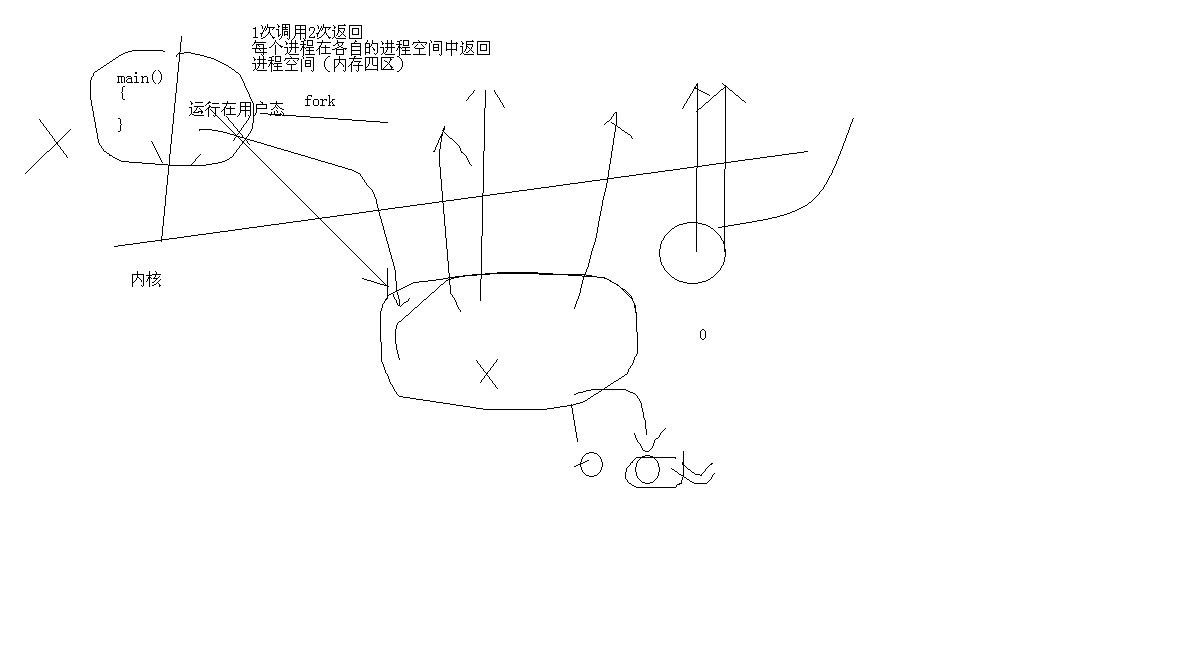 1次调用2次返回
每个进程在各自的进程空间中返回
进程空间（内存四区）
main()
{
运行在用户态
fork
}
内核
0